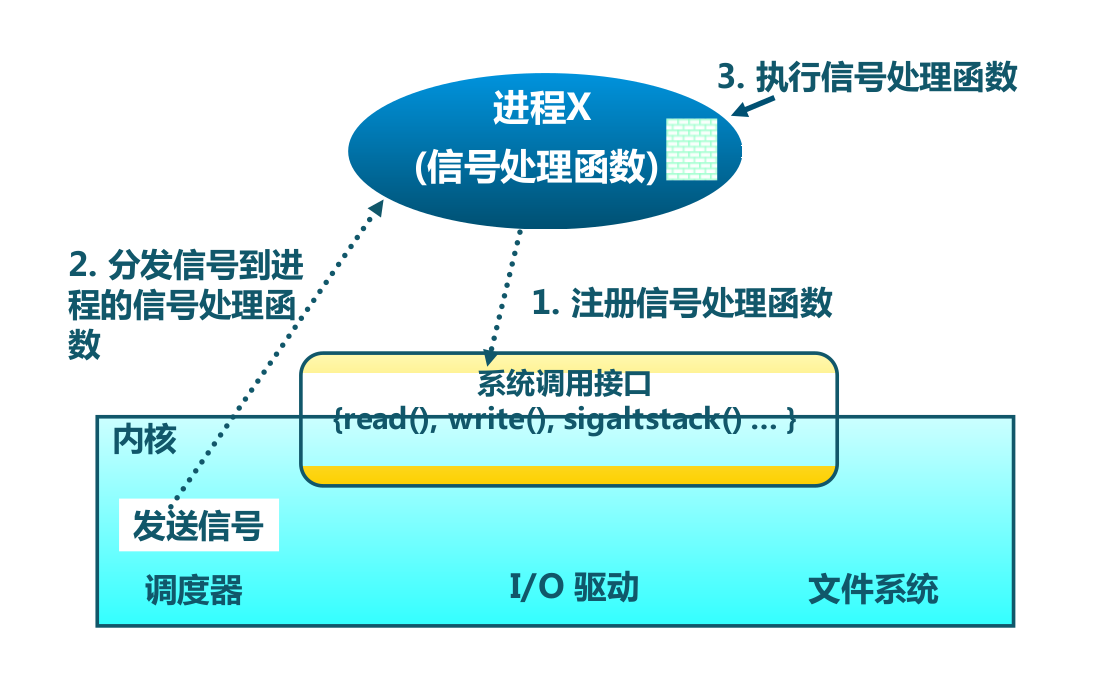 3. 执行信号处理函数
进程X
(信号处理函数)
2. 分发信号到进
程的信号处理函
数
1. 注册信号处理函数
系统调用接口
{read(), write(), sigaltstack() … }
内核
发送信号
调度器
I/O 驱动
文件系统